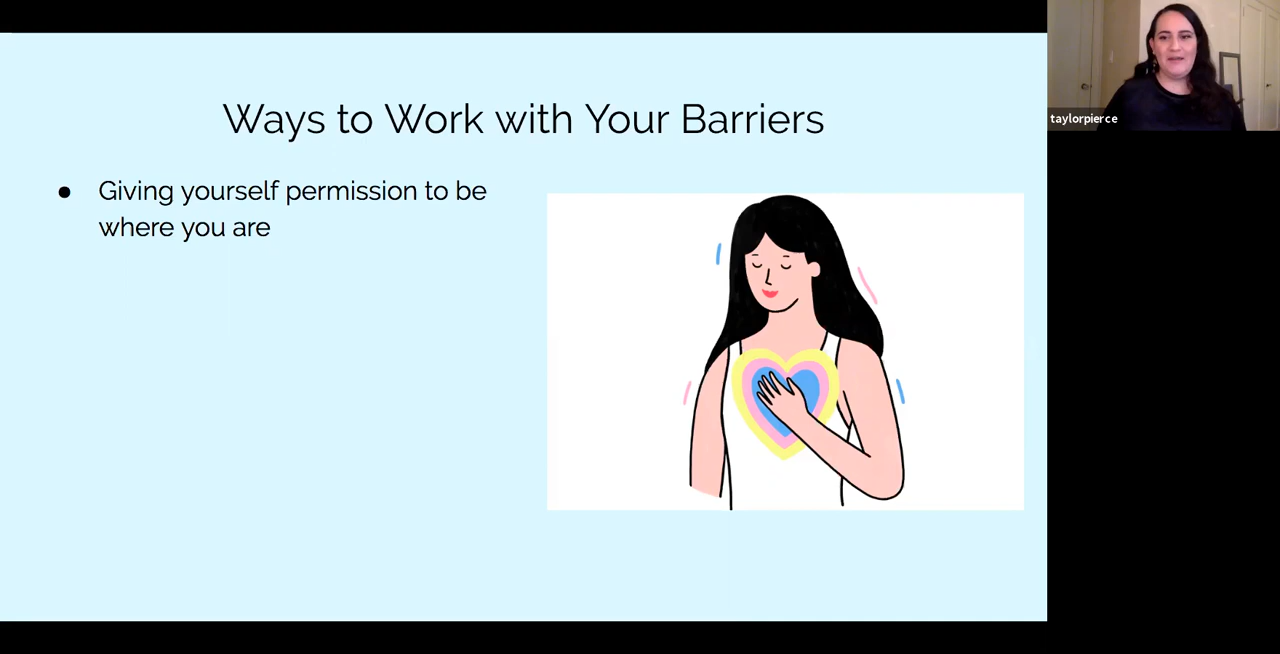 Ways to Work with Your Barriers
● Giving yourself permission to be
where you are
taylorpierce